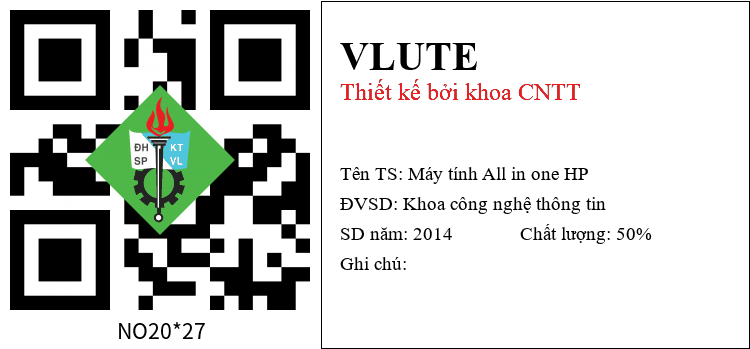 ĐH KT
SP VL
NO20*27
VLUTE
Thiết kế bởi khoa CNTT
Tên TS: Máy tính All in one HP
ĐVSD: Khoa công nghệ thông tin
SD năm: 2014 Chất lượng: 50%
Ghi chú: